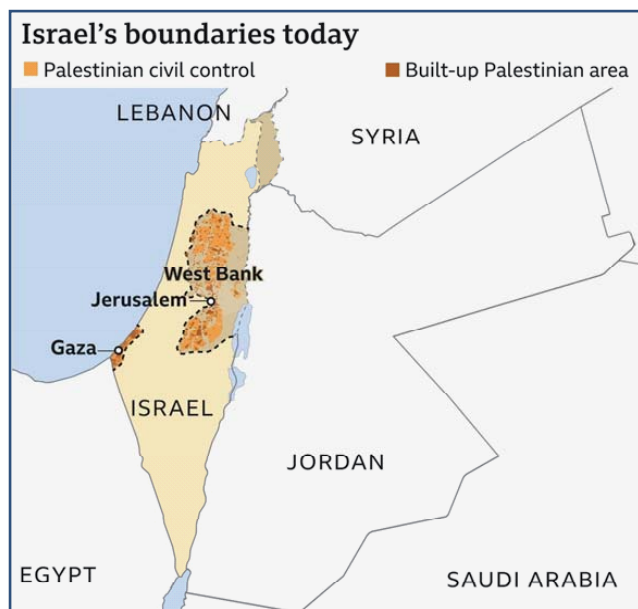 Israel's boundaries today
Palestinian civil control
Built-up Palestinian area
LEBANON
SYRIA
West Bank
Jerusalem
Gaza
ISRAEL
JORDAN
EGYPT
SAUDI ARABIA